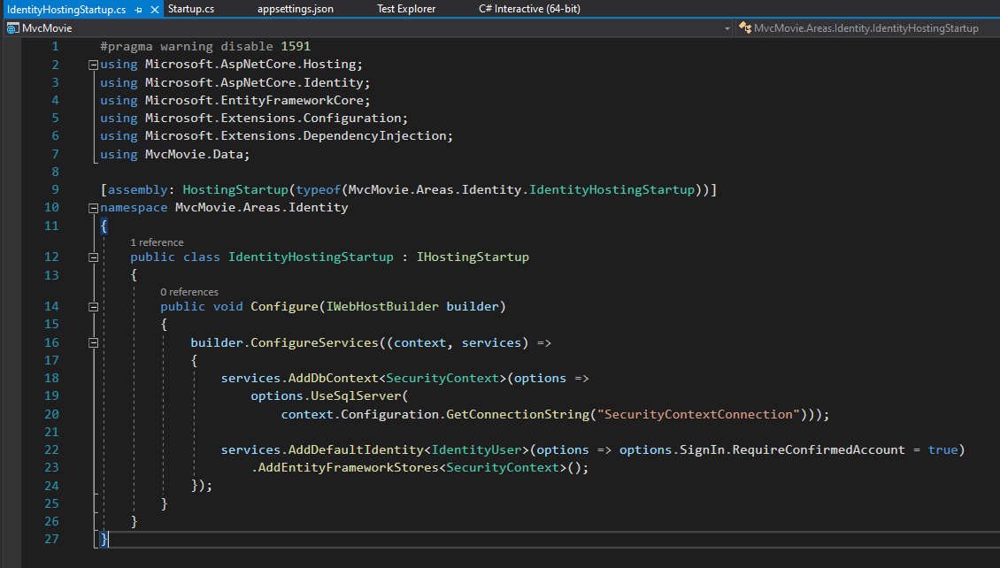 IdentityHostingStartup.cs Startup.cs appsettings.json Test Explorer C# Interactive (64-bit)
MvcMovie MvcMovie.Areas.Identity.IdentityHostingStartup
1 #pragma warning disable 1591
2 using Microsoft.AspNetCore.Hosting;
3 using Microsoft.AspNetCore.Identity;
4 using Microsoft.EntityFrameworkCore;
5 using Microsoft.Extensions.Configuration;
6 using Microsoft.Extensions.DependencyInjection;
7 using MvcMovie.Data;
8
9 [assembly: HostingStartup(typeof(MvcMovie.Areas.Identity.IdentityHostingStartup))]
10 namespace MvcMovie.Areas.Identity
11 {
1 reference
12 public class IdentityHostingStartup : IHostingStartup
13 {
0 references
14 public void Configure(IWebHostBuilder builder)
15 {
16 builder.ConfigureServices((context, services) =>
17 {
18 services.AddDbContext<SecurityContext>(options =>
19 options.UseSqlServer(
20 context.Configuration.GetConnectionString("SecurityContextConnection")));
21
22 services.AddDefaultIdentity<IdentityUser>(options => options.SignIn.RequireConfirmedAccount = true)
23 .AddEntityFrameworkStores<SecurityContext>();
24 });
25 }
26 }
27 }